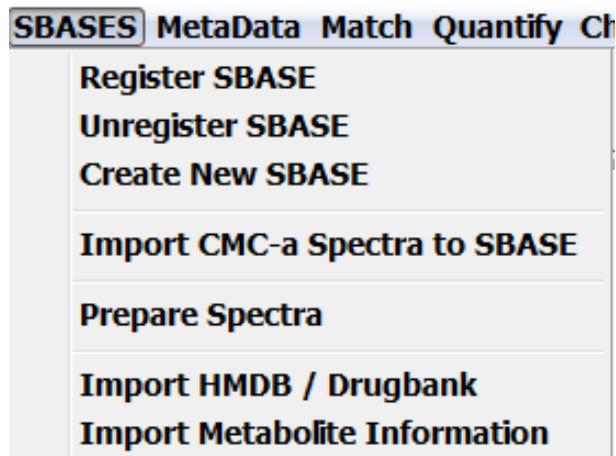 SBASES MetaData Match Quantify
Register SBASE
Unregister SBASE
Create New SBASE
Import CMC-a Spectra to SBASE
Prepare Spectra
Import HMDB / Drugbank
Import Metabolite Information